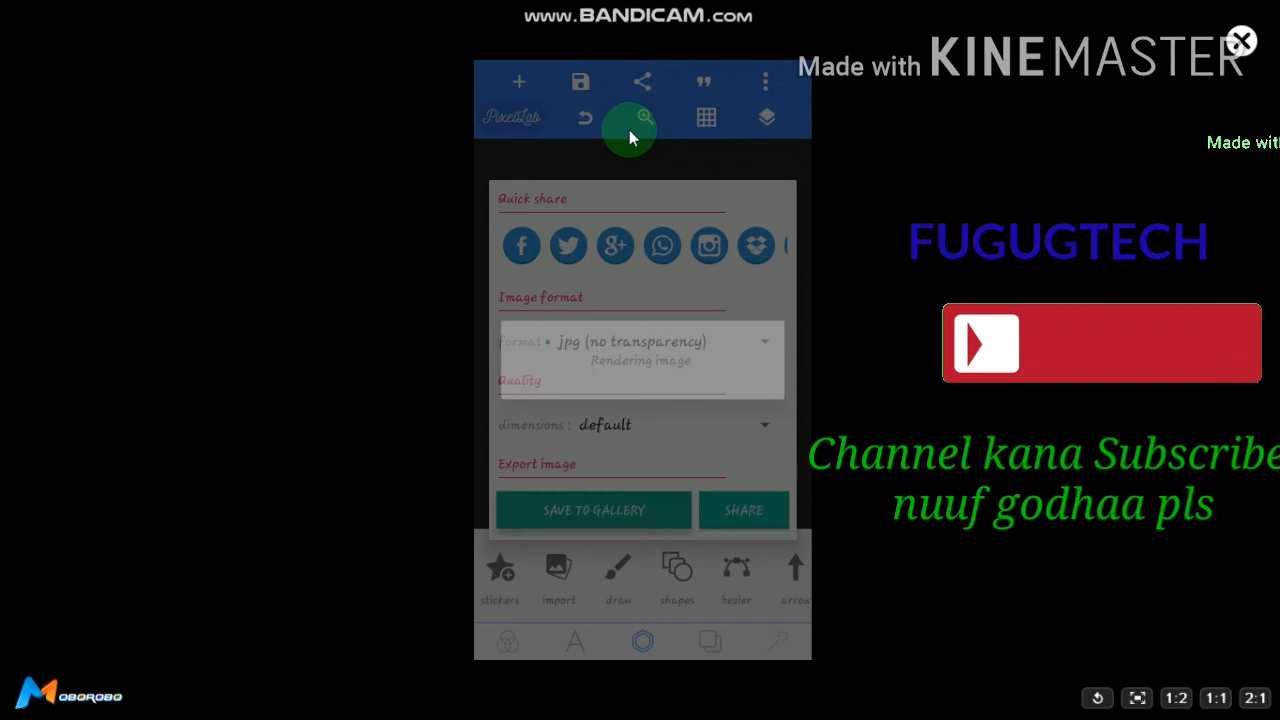 www.BANDICAM.com
Made with KINEMASTER
PixelLab
Made wit
Quick share
Image format
format • jpg (no transparency)
Rendering image
Quality
dimensions : default
Export image
SAVE TO GALLERY
SHARE
FUGUGTECH
Channel kana Subscribe
nuuf godhaa pls
stickers
import
draw
shapes
bezier
arrow
MOBOROBO
1:2
1:1
2:1